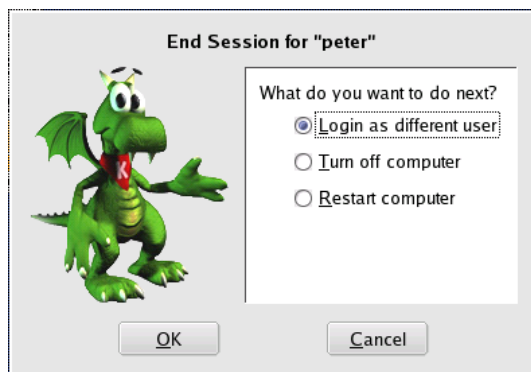 End Session for "peter"
What do you want to do next?
Login as different user
Turn off computer
Restart computer
K
OK
Cancel